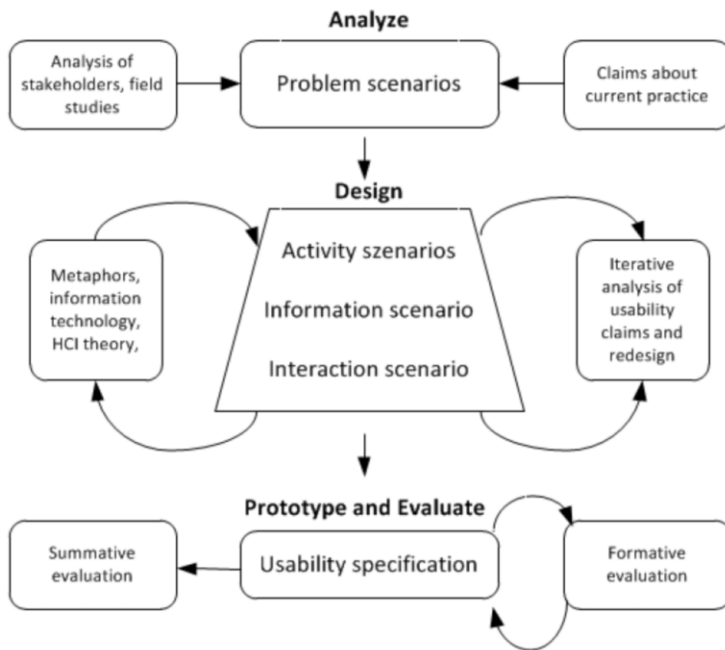 Analyze
Analysis of
stakeholders, field
studies
Problem scenarios
Claims about
current practice
Design
Metaphors,
information
technology,
HCI theory,
Activity szenarios
Information scenario
Interaction scenario
Iterative
analysis of
usability
claims and
redesign
Prototype and Evaluate
Summative
evaluation
Usability specification
Formative
evaluation